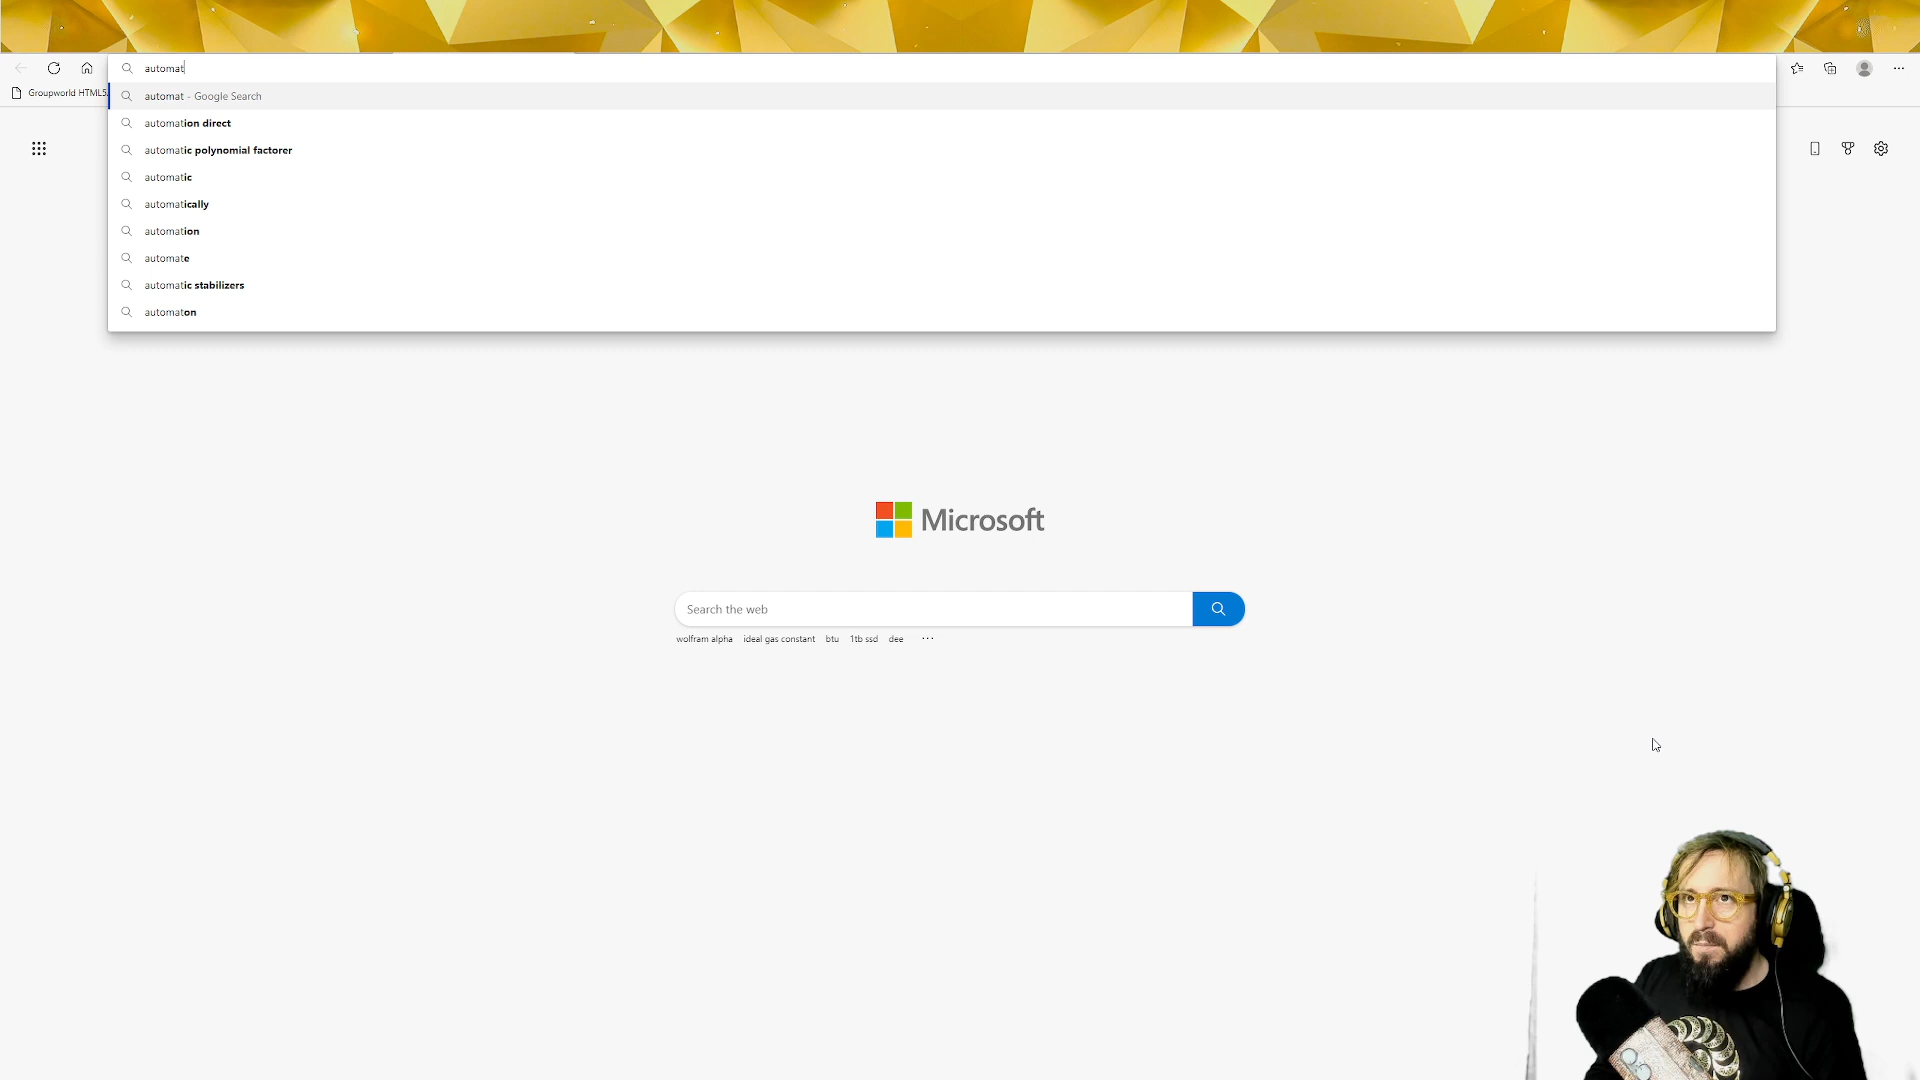 automat
Groupworld HTML5
automat - Google Search
automation direct
automatic polynomial factorer
automatic
automatically
automation
automate
automatic stabilizers
automaton
Microsoft
Search the web
wolfram alpha ideal gas constant btu 1tb ssd dee ...